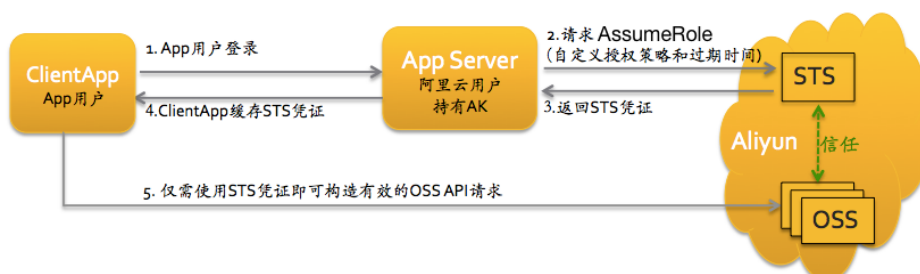 1. App用户登录
2.请求 AssumeRole
(自定义授权策略和过期时间)
ClientApp
App用户
App Server
阿里云用户
持有AK
STS
4.ClientApp缓存STS凭证
3.返回STS凭证
Aliyun
信任
5. 仅需使用STS凭证即可构造有效的OSS API请求
OSS